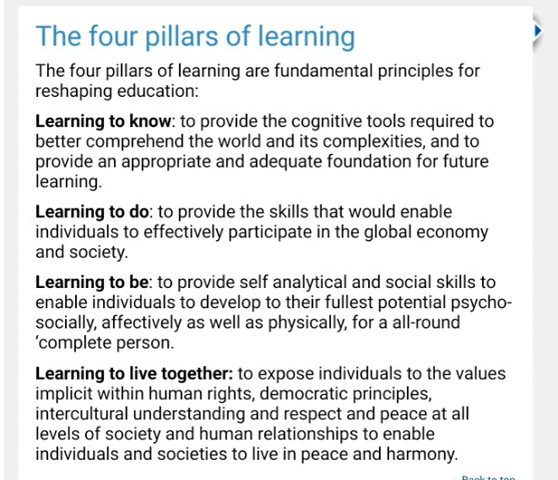 The four pillars of learning
The four pillars of learning are fundamental principles for
reshaping education:
Learning to know: to provide the cognitive tools required to
better comprehend the world and its complexities, and to
provide an appropriate and adequate foundation for future
learning.
Learning to do: to provide the skills that would enable
individuals to effectively participate in the global economy
and society.
Learning to be: to provide self analytical and social skills to
enable individuals to develop to their fullest potential psycho-
socially, affectively as well as physically, for a all-round
‘complete person.
Learning to live together: to expose individuals to the values
implicit within human rights, democratic principles,
intercultural understanding and respect and peace at all
levels of society and human relationships to enable
individuals and societies to live in peace and harmony.
Back to top